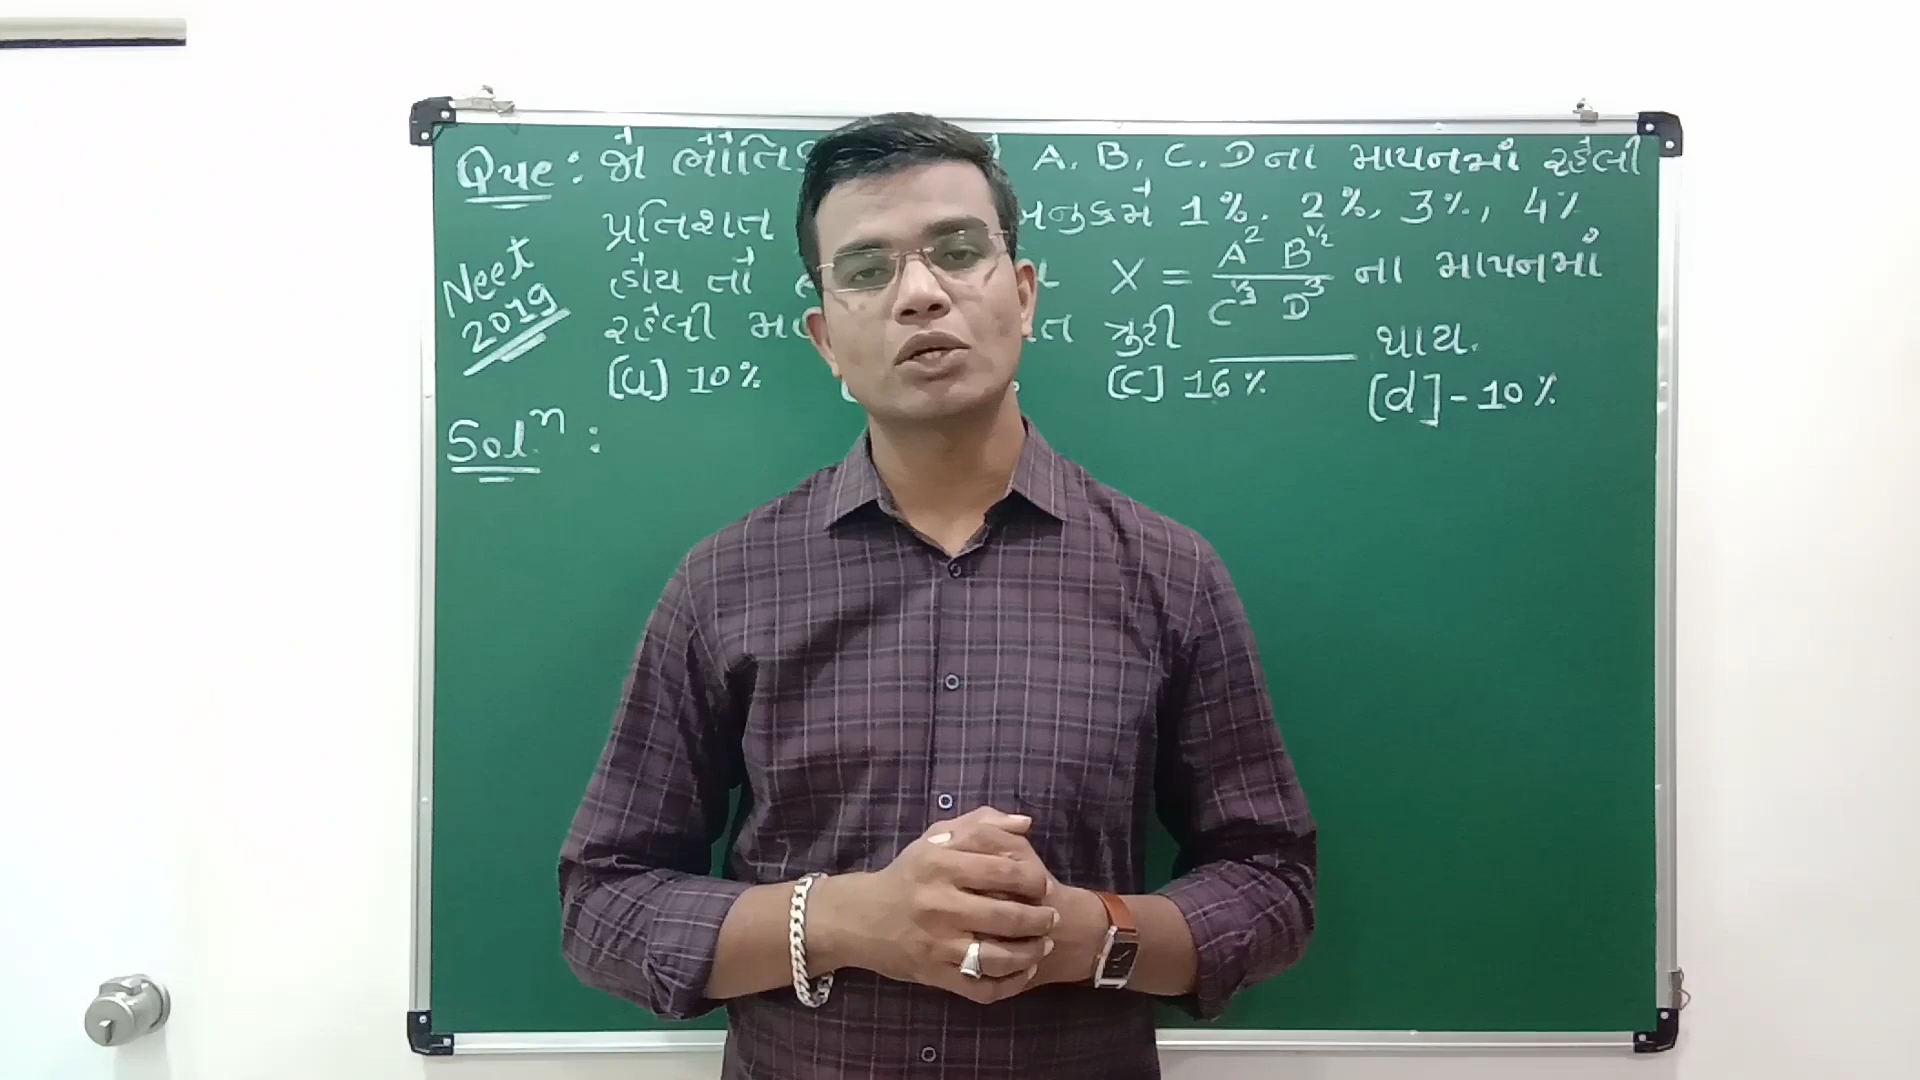 Que : જો ભૌતિક A, B, C, D ના માપનમાં રહેલી
પ્રતિશત અનુક્રમે 1%, 2%, 3%, 4%
હોય તો X = A² B^½ / C^⅓ D³ ના માપનમાં
રહેલી ત્રુટી ______ થાય.
[a] 10% [c] 16% [d] -10%
Neet
2019
Solⁿ :